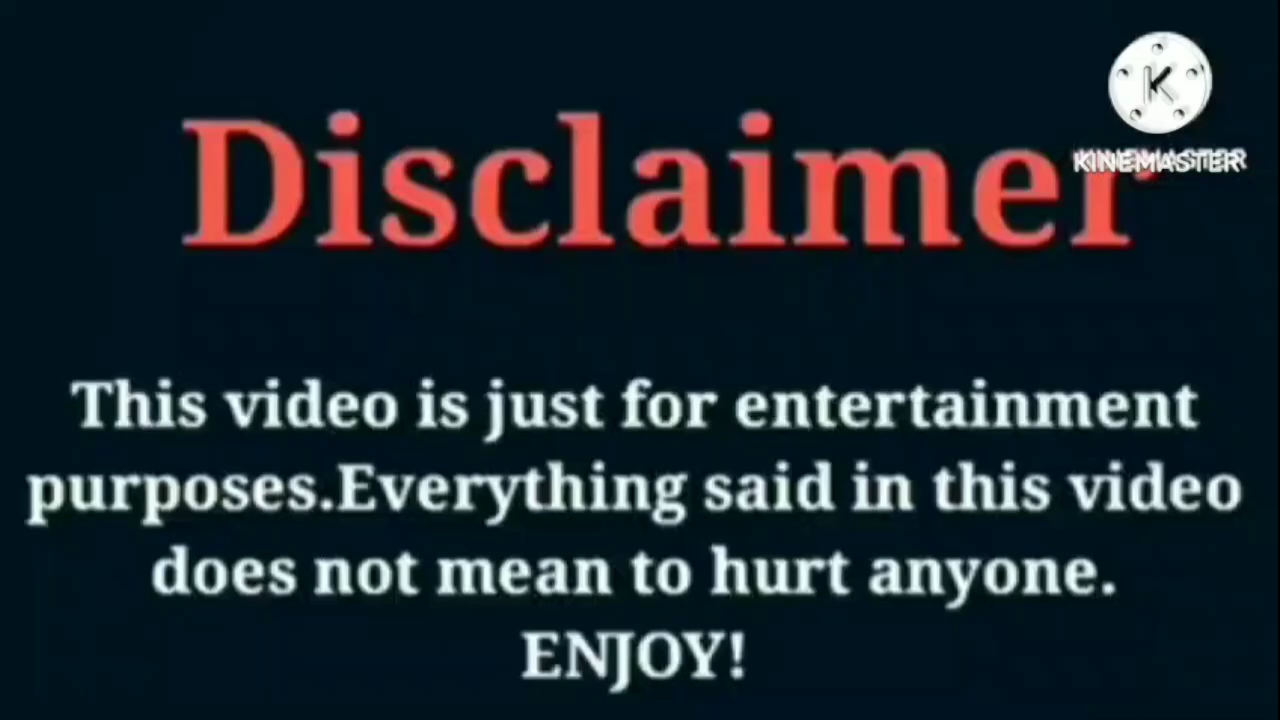 K
KINEMASTER
Disclaimer
This video is just for entertainment
purposes.Everything said in this video
does not mean to hurt anyone.
ENJOY!